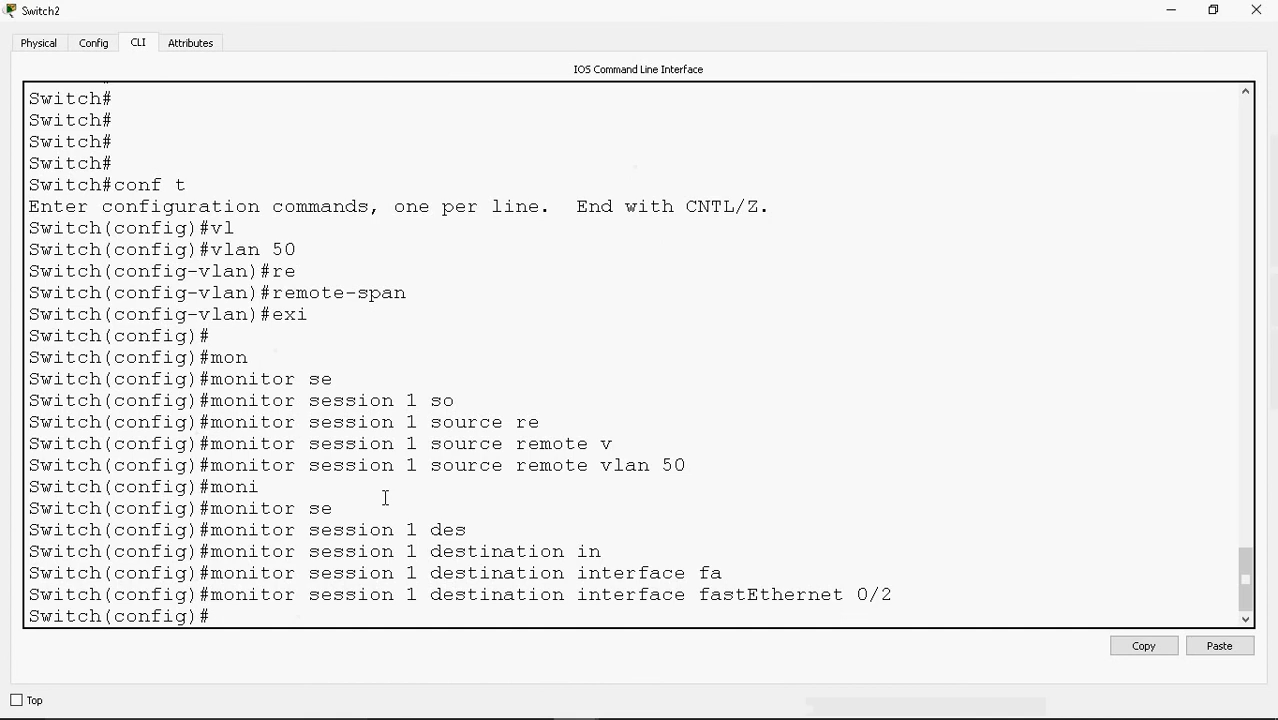 Switch2
Physical Config CLI Attributes
IOS Command Line Interface
Switch#
Switch#
Switch#
Switch#
Switch#conf t
Enter configuration commands, one per line.  End with CNTL/Z.
Switch(config)#vl
Switch(config)#vlan 50
Switch(config-vlan)#re
Switch(config-vlan)#remote-span
Switch(config-vlan)#exi
Switch(config)#
Switch(config)#mon
Switch(config)#monitor se
Switch(config)#monitor session 1 so
Switch(config)#monitor session 1 source re
Switch(config)#monitor session 1 source remote v
Switch(config)#monitor session 1 source remote vlan 50
Switch(config)#moni
Switch(config)#monitor se
Switch(config)#monitor session 1 des
Switch(config)#monitor session 1 destination in
Switch(config)#monitor session 1 destination interface fa
Switch(config)#monitor session 1 destination interface fastEthernet 0/2
Switch(config)#
Copy Paste
Top